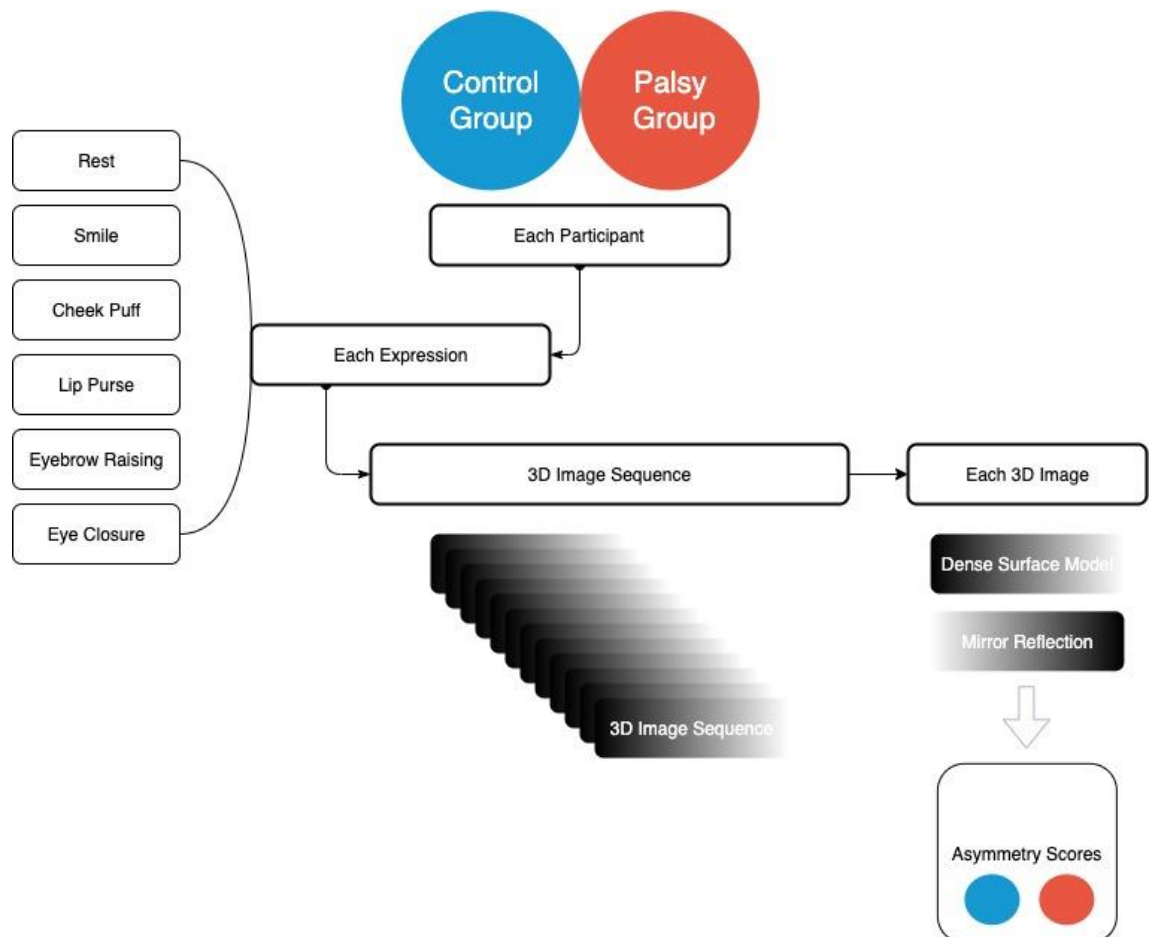 Control
Group
Palsy
Group
Each Participant
Rest
Smile
Cheek Puff
Lip Purse
Eyebrow Raising
Eye Closure
Each Expression
3D Image Sequence
Each 3D Image
3D Image Sequence
Dense Surface Model
Mirror Reflection
Asymmetry Scores